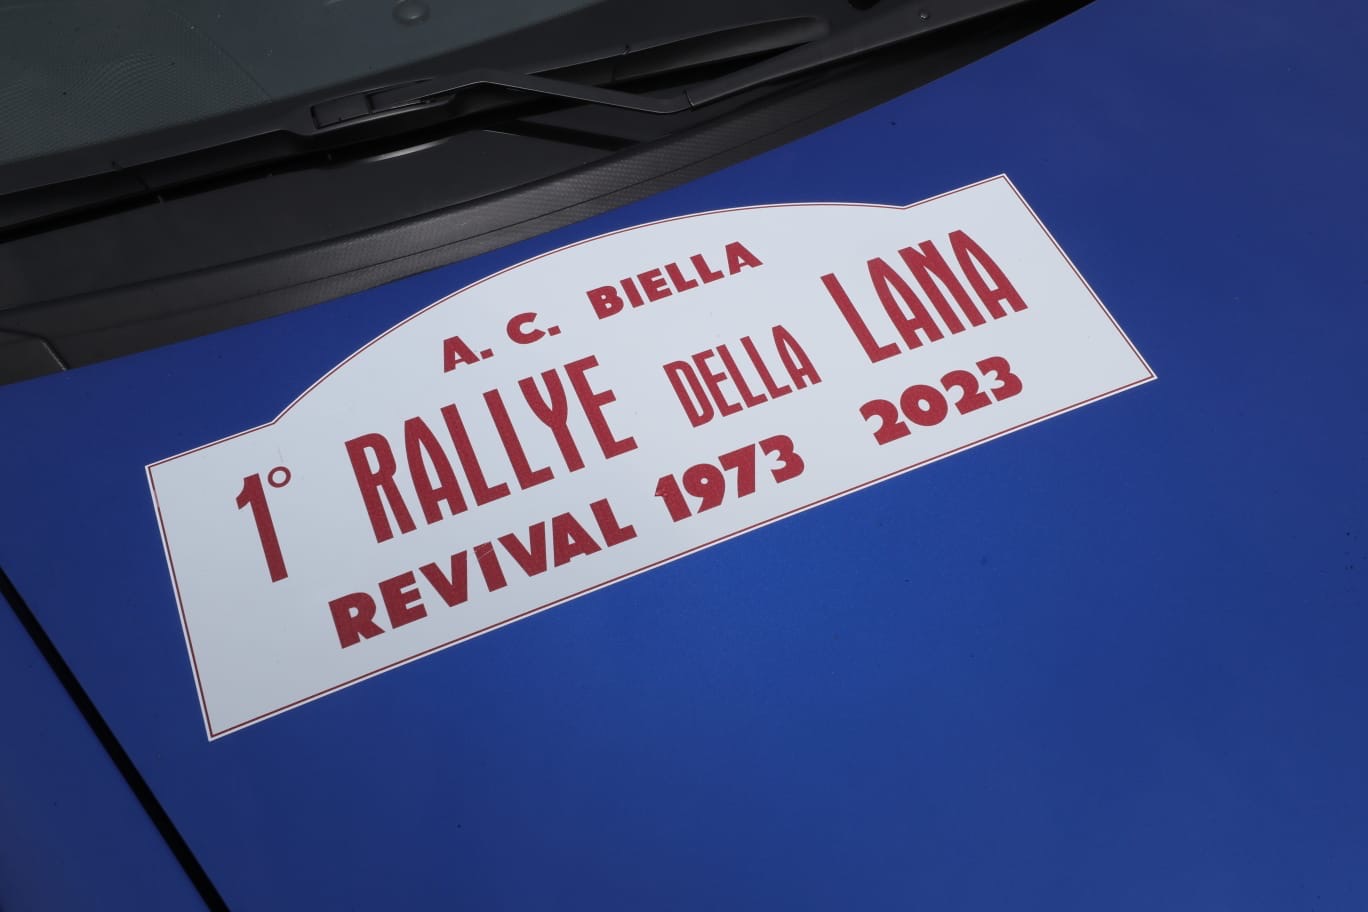 A. C. BIELLA
1° RALLYE DELLA LANA
REVIVAL 1973 2023